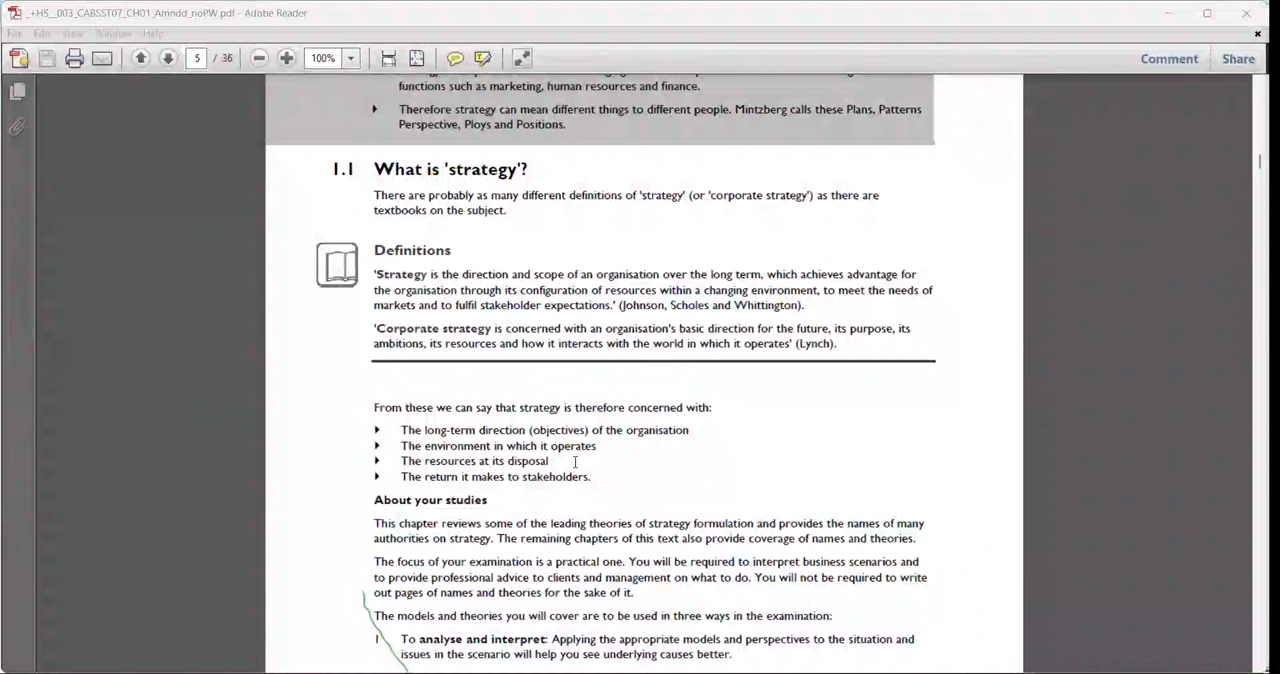 _+HS__003_CABSST07_CH01_Amndd_noPW.pdf - Adobe Reader
File Edit View Window Help
5 / 36 100% Comment Share
functions such as marketing, human resources and finance.
Therefore strategy can mean different things to different people. Mintzberg calls these Plans, Patterns
Perspective, Ploys and Positions.
1.1 What is 'strategy'?
There are probably as many different definitions of 'strategy' (or 'corporate strategy') as there are
textbooks on the subject.
Definitions
'Strategy is the direction and scope of an organisation over the long term, which achieves advantage for
the organisation through its configuration of resources within a changing environment, to meet the needs of
markets and to fulfil stakeholder expectations.' (Johnson, Scholes and Whittington).
'Corporate strategy is concerned with an organisation's basic direction for the future, its purpose, its
ambitions, its resources and how it interacts with the world in which it operates' (Lynch).
From these we can say that strategy is therefore concerned with:
The long-term direction (objectives) of the organisation
The environment in which it operates
The resources at its disposal
The return it makes to stakeholders.
About your studies
This chapter reviews some of the leading theories of strategy formulation and provides the names of many
authorities on strategy. The remaining chapters of this text also provide coverage of names and theories.
The focus of your examination is a practical one. You will be required to interpret business scenarios and
to provide professional advice to clients and management on what to do. You will not be required to write
out pages of names and theories for the sake of it.
The models and theories you will cover are to be used in three ways in the examination:
1 To analyse and interpret: Applying the appropriate models and perspectives to the situation and
issues in the scenario will help you see underlying causes better.